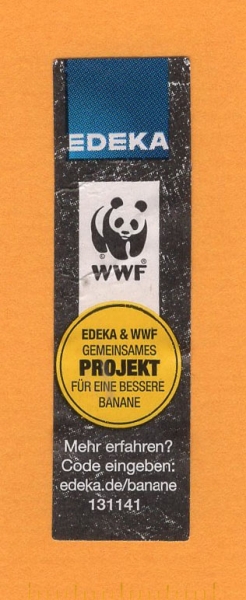 EDEKA
WWF
EDEKA & WWF
GEMEINSAMES
PROJEKT
FÜR EINE BESSERE
BANANE
Mehr erfahren?
Code eingeben:
edeka.de/banane
131141